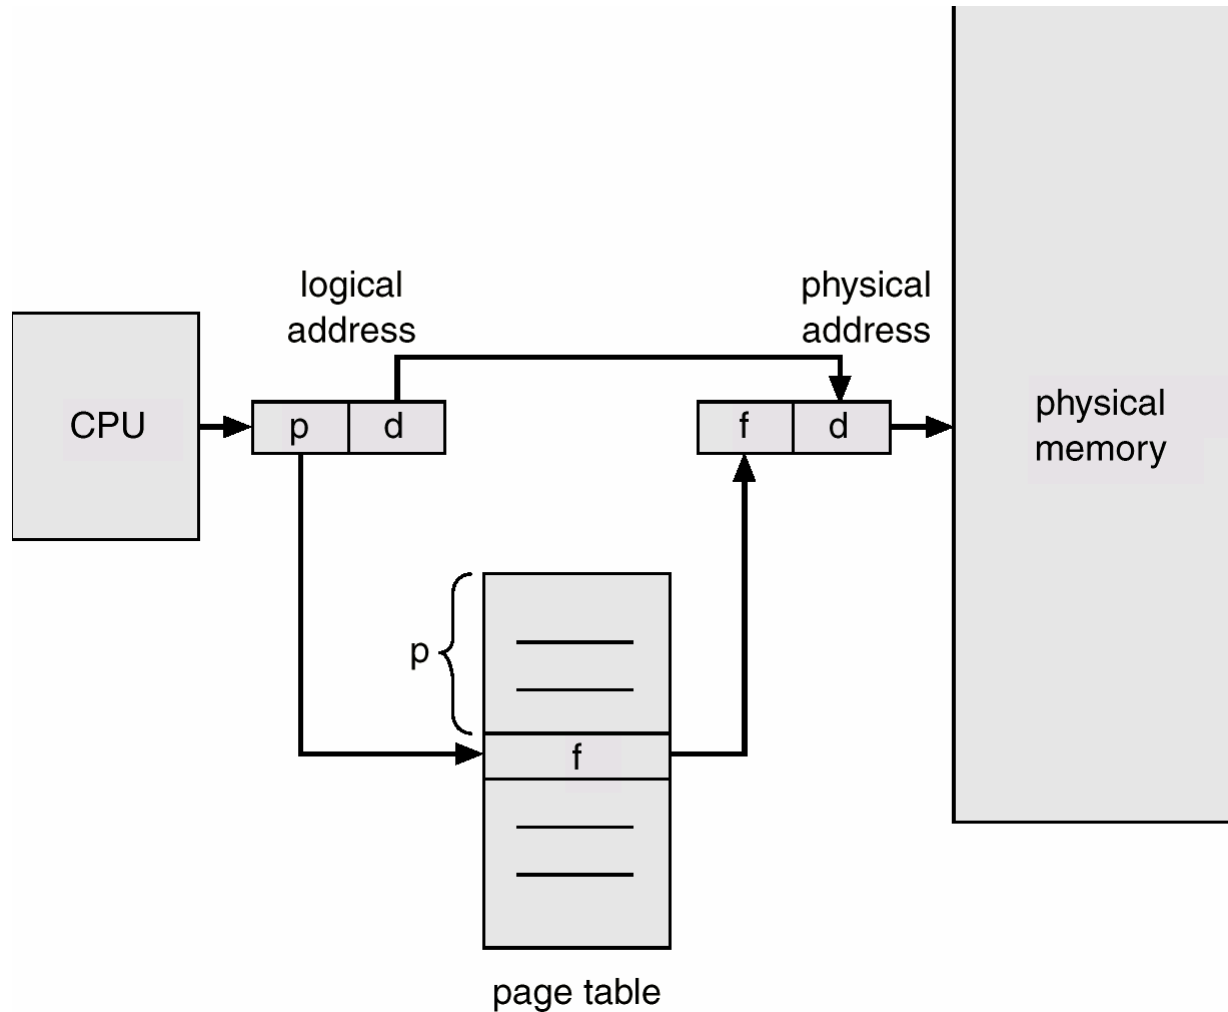 logical
address
physical
address
CPU
p
d
f
d
physical
memory
p
f
page table